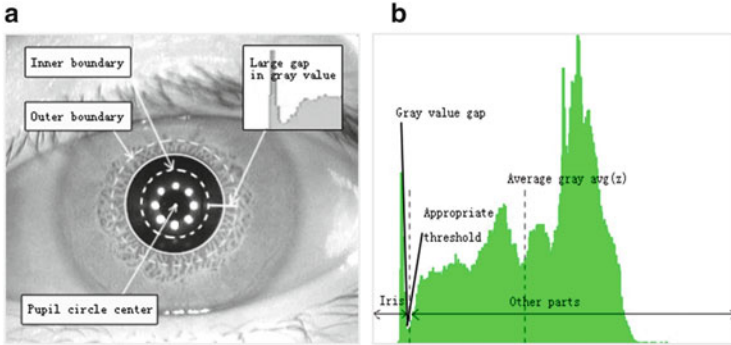 a
Inner boundary
Outer boundary
Large gap
in gray value
Pupil circle center
b
Gray value gap
Average gray avg(z)
Appropriate
threshold
Iris
Other parts